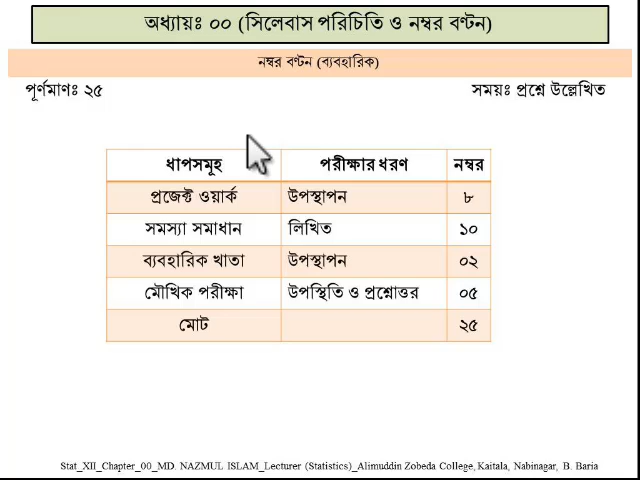 অধ্যায়ঃ ০০ (সিলেবাস পরিচিতি ও নম্বর বণ্টন)
নম্বর বণ্টন (ব্যবহারিক)
পূর্ণমাণঃ ২৫ সময়ঃ প্রশ্নে উল্লেখিত
ধাপসমূহ পরীক্ষার ধরণ নম্বর
প্রজেক্ট ওয়ার্ক উপস্থাপন ৮
সমস্যা সমাধান লিখিত ১০
ব্যবহারিক খাতা উপস্থাপন ০২
মৌখিক পরীক্ষা উপস্থিতি ও প্রশ্নোত্তর ০৫
মোট ২৫
Stat_XII_Chapter_00_MD. NAZMUL ISLAM_Lecturer (Statistics)_Alimuddin Zobeda College, Kaitala, Nabinagar, B. Baria